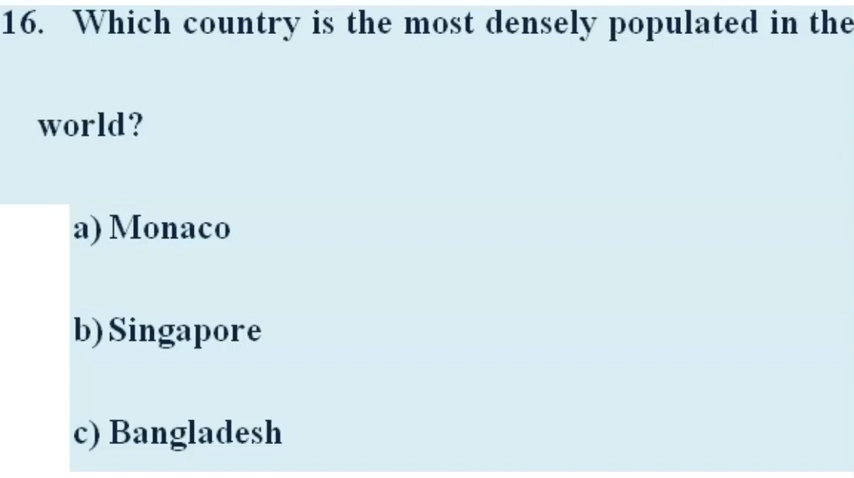 16. Which country is the most densely populated in the
world?
a) Monaco
b) Singapore
c) Bangladesh